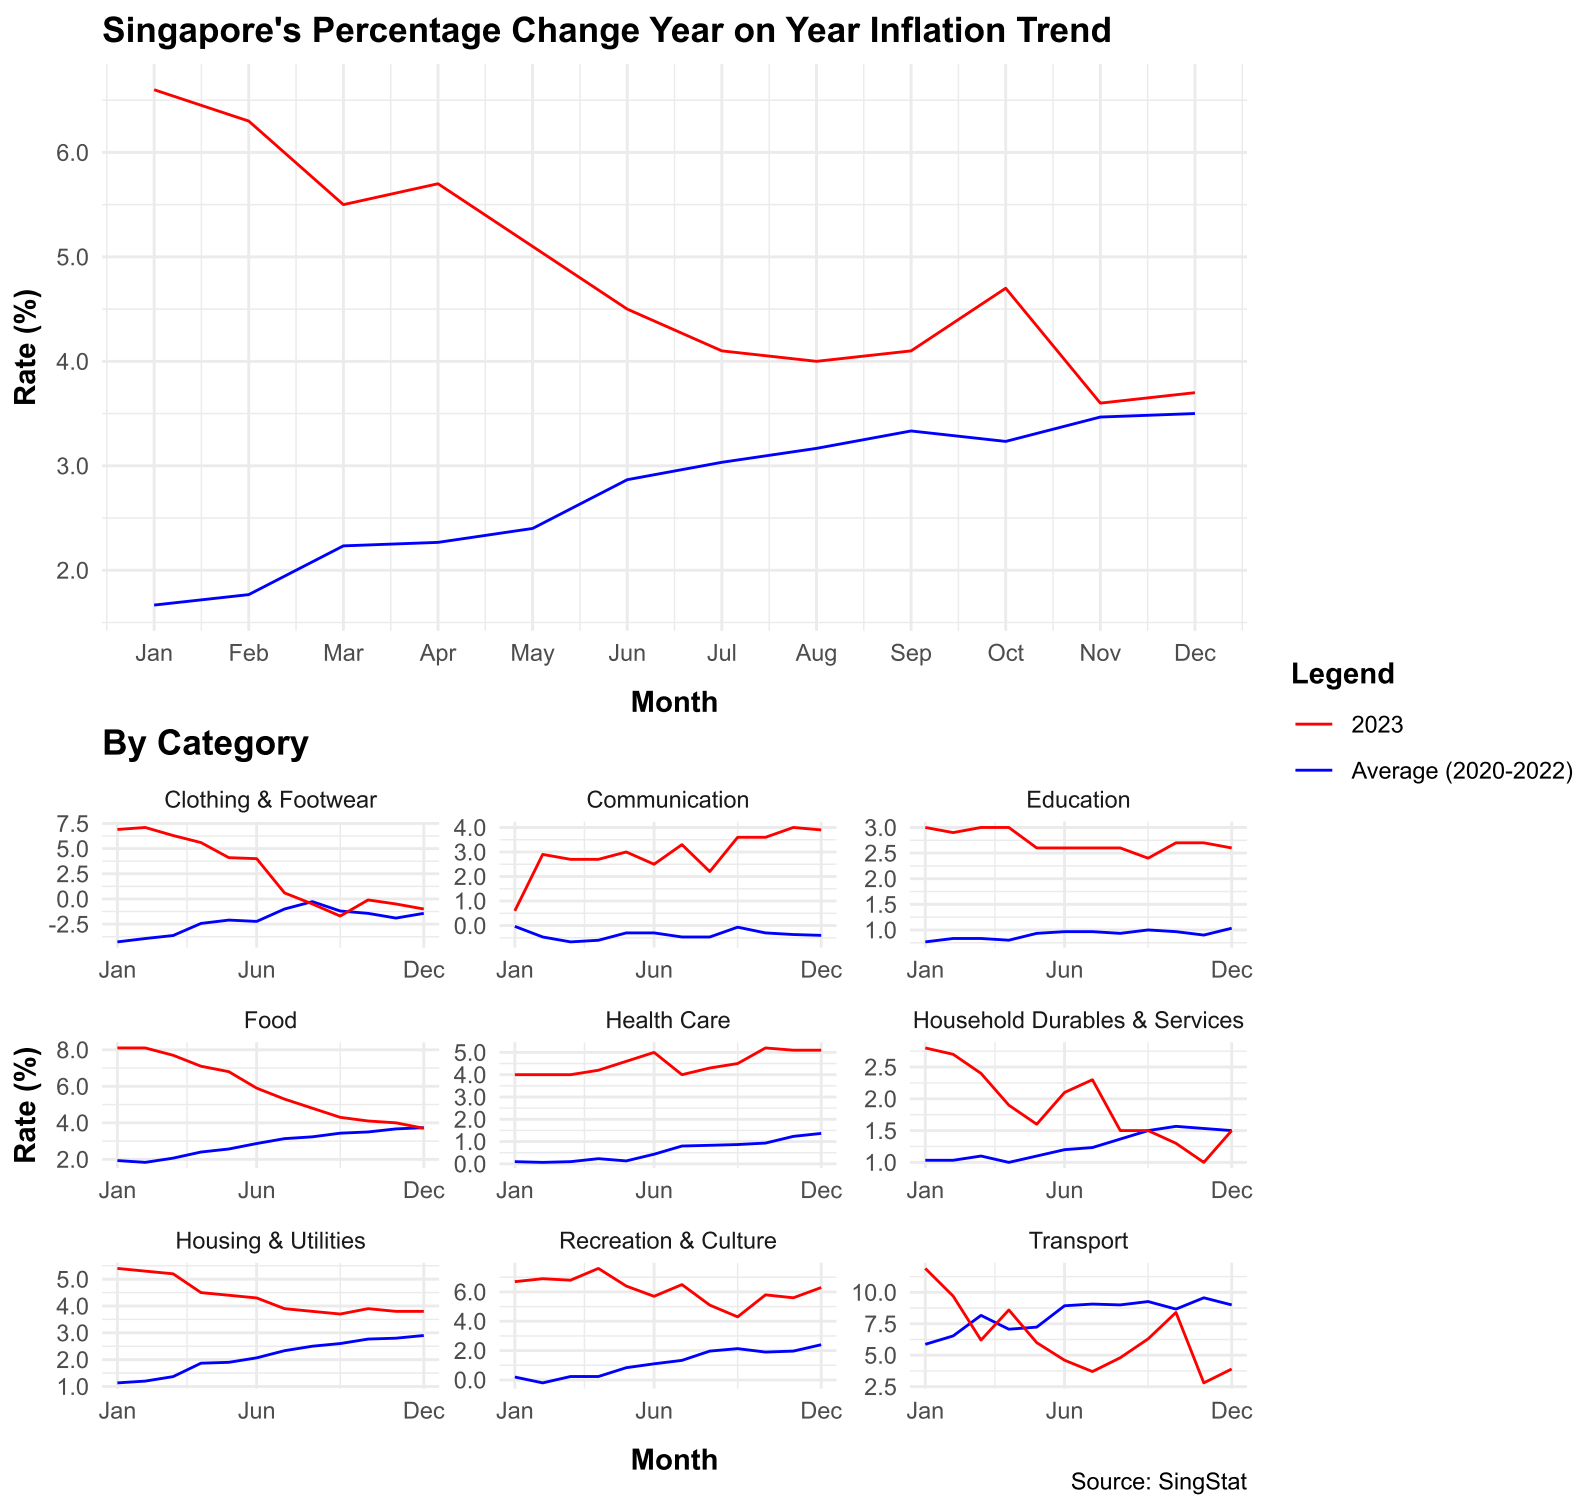 Singapore's Percentage Change Year on Year Inflation Trend
Rate (%)
6.0
5.0
4.0
3.0
2.0
Jan Feb Mar Apr May Jun Jul Aug Sep Oct Nov Dec
Month
Legend
2023
Average (2020-2022)
By Category
Rate (%)
Clothing & Footwear
7.5
5.0
2.5
0.0
-2.5
Jan Jun Dec
Communication
4.0
3.0
2.0
1.0
0.0
Jan Jun Dec
Education
3.0
2.5
2.0
1.5
1.0
Jan Jun Dec
Food
8.0
6.0
4.0
2.0
Jan Jun Dec
Health Care
5.0
4.0
3.0
2.0
1.0
0.0
Jan Jun Dec
Household Durables & Services
2.5
2.0
1.5
1.0
Jan Jun Dec
Housing & Utilities
5.0
4.0
3.0
2.0
1.0
Jan Jun Dec
Recreation & Culture
6.0
4.0
2.0
0.0
Jan Jun Dec
Transport
10.0
7.5
5.0
2.5
Jan Jun Dec
Month
Source: SingStat